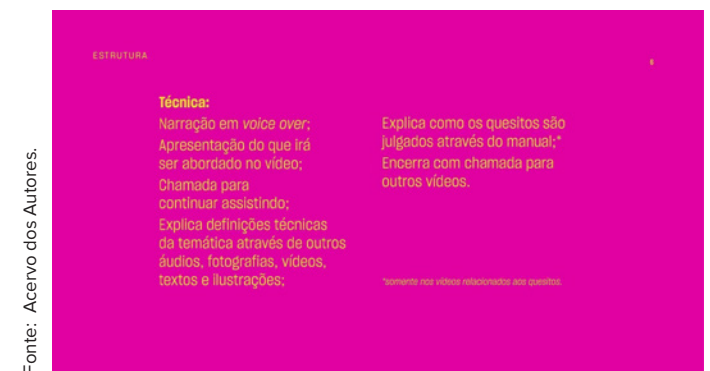 ESTRUTURA
6
Técnica:
Narração em voice over;
Apresentação do que irá
ser abordado no vídeo;
Chamada para
continuar assistindo;
Explica definições técnicas
da temática através de outros
áudios, fotografias, vídeos,
textos e ilustrações;
Explica como os quesitos são
julgados através do manual;*
Encerra com chamada para
outros vídeos.
*somente nos vídeos relacionados aos quesitos.
Fonte: Acervo dos Autores.